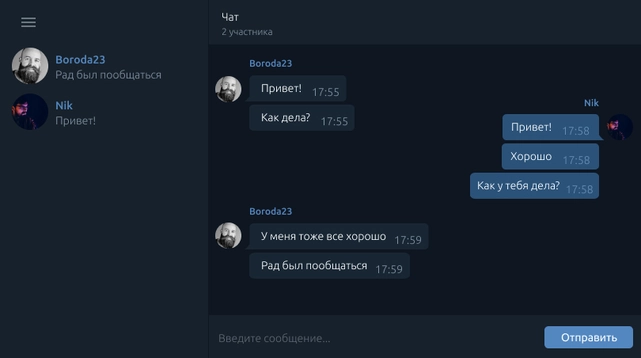 Boroda23
Рад был пообщаться
Nik
Привет!
Чат
2 участника
Boroda23
Привет! 17:55
Как дела? 17:55
Nik
Привет! 17:58
Хорошо 17:58
Как у тебя дела? 17:58
Boroda23
У меня тоже все хорошо 17:59
Рад был пообщаться 17:59
Введите сообщение...
Отправить